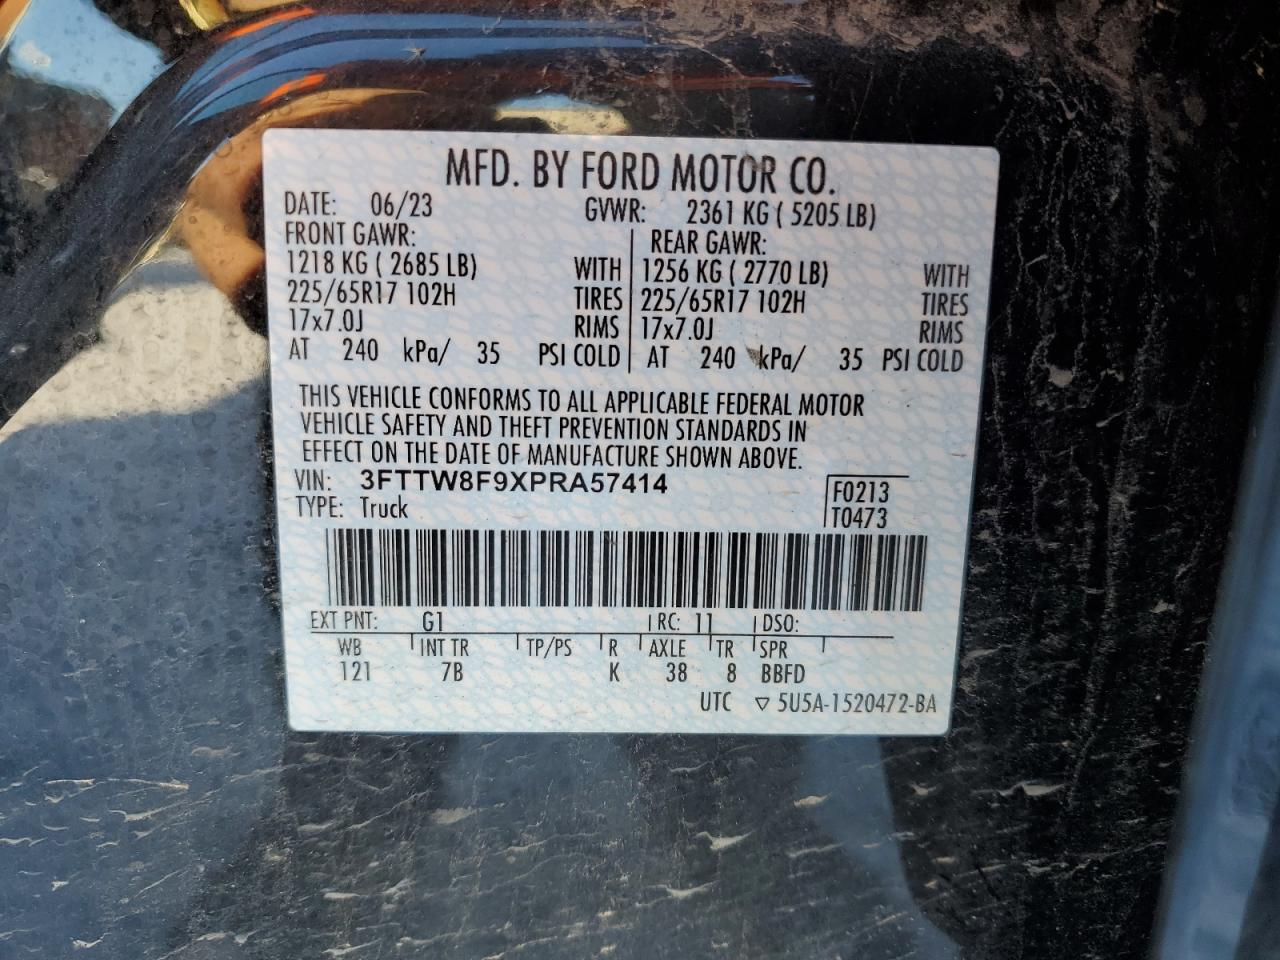 MFD. BY FORD MOTOR CO.
DATE: 06/23 GVWR: 2361 KG ( 5205 LB)
FRONT GAWR: REAR GAWR:
1218 KG ( 2685 LB) WITH 1256 KG ( 2770 LB) WITH
225/65R17 102H TIRES 225/65R17 102H TIRES
17x7.0J RIMS 17x7.0J RIMS
AT 240 kPa/ 35 PSI COLD AT 240 kPa/ 35 PSI COLD
THIS VEHICLE CONFORMS TO ALL APPLICABLE FEDERAL MOTOR
VEHICLE SAFETY AND THEFT PREVENTION STANDARDS IN
EFFECT ON THE DATE OF MANUFACTURE SHOWN ABOVE.
VIN: 3FTTW8F9XPRA57414 F0213
TYPE: Truck T0473
EXT PNT: G1 RC: 11 DSO:
WB INT TR TP/PS R AXLE TR SPR
121 7B K 38 8 BBFD
UTC ▽ 5U5A-1520472-BA